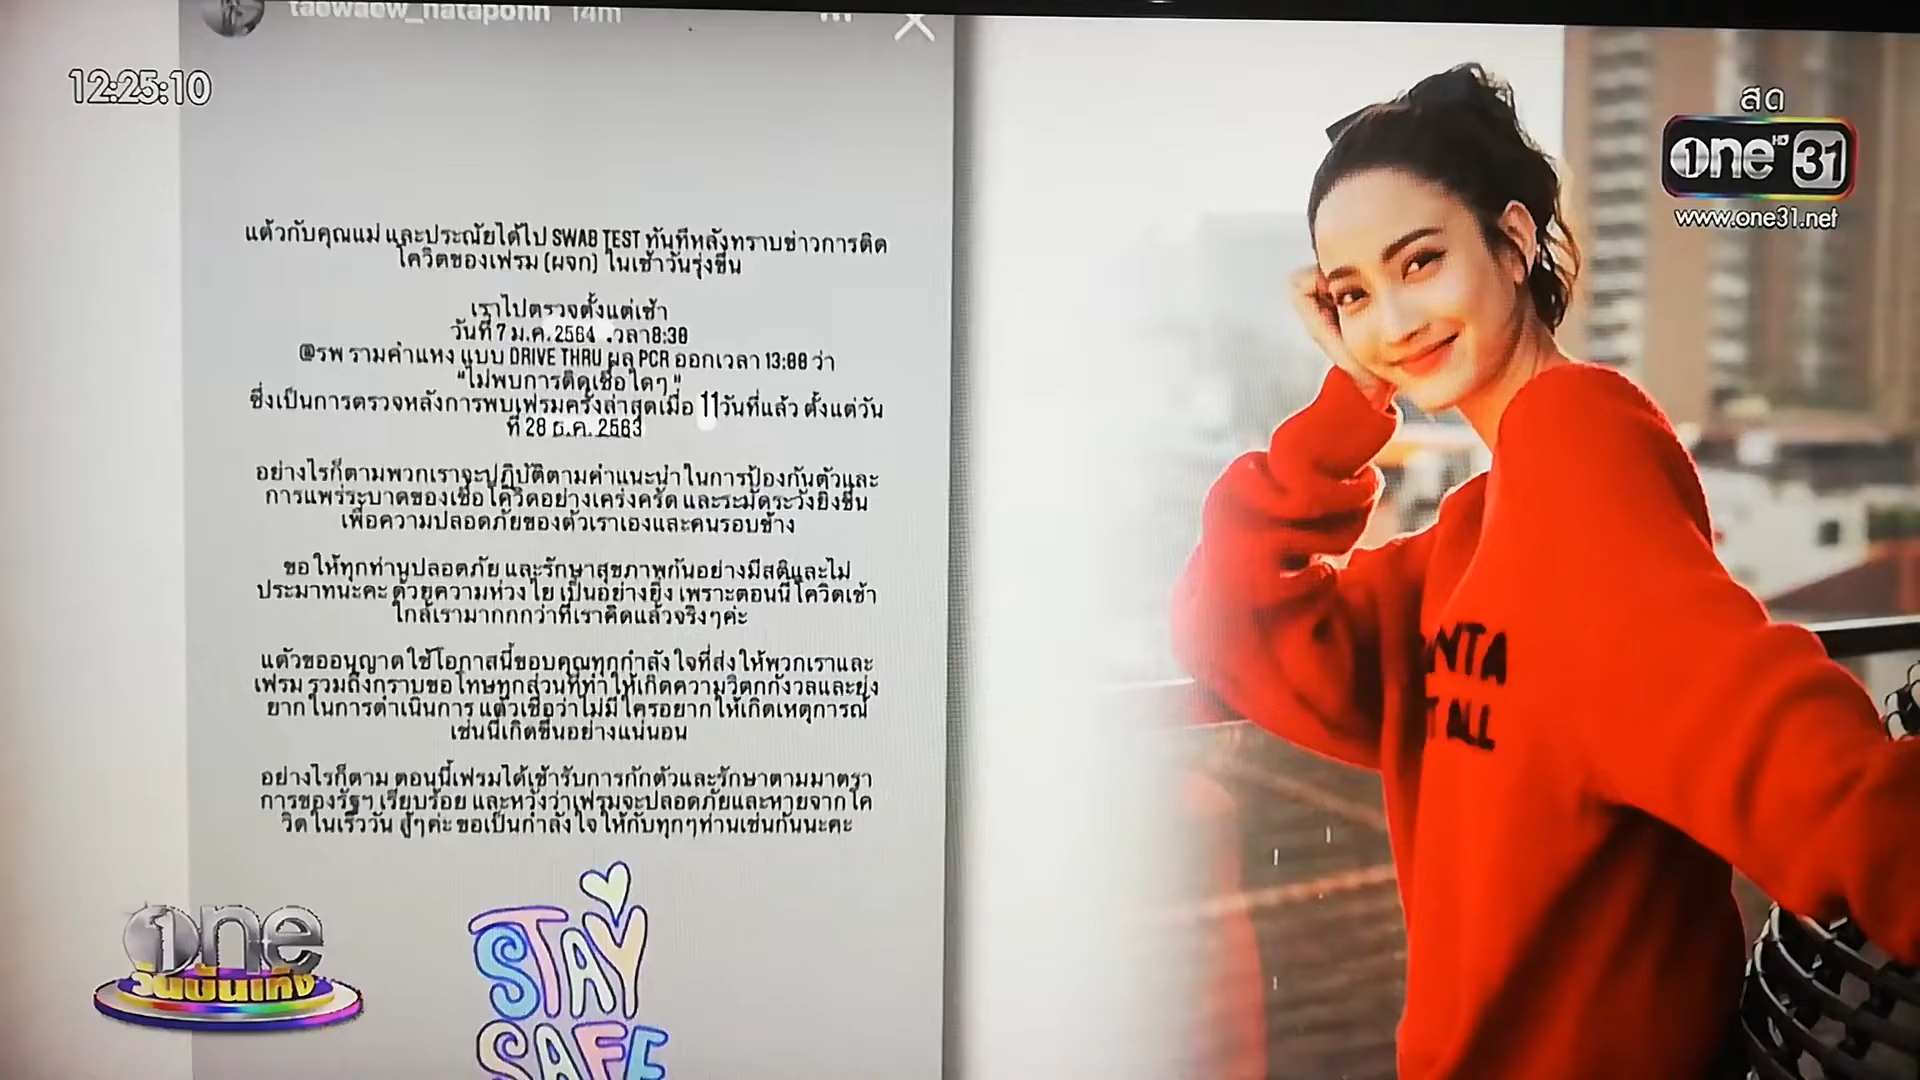 taewaew_natapohn 14m
12:25:10
สด
one HD 31
www.one31.net
แต้วกับคุณแม่ และประณัยได้ไป SWAB TEST ทันทีหลังทราบข่าวการติด
โควิตของเฟรม (ผจก) ในเช้าวันรุ่งขึ้น
เราไปตรวจตั้งแต่เช้า
วันที่ 7 ม.ค. 2564 เวลา8:30
@รพ รามคำแหง แบบ DRIVE THRU ผล PCR ออกเวลา 13:00 ว่า
"ไม่พบการติดเชื้อใดๆ"
ซึ่งเป็นการตรวจหลังการพบเฟรมครั้งล่าสุดเมื่อ 11วันที่แล้ว ตั้งแต่วัน
ที่ 28 ธ.ค. 2563
อย่างไรก็ตามพวกเราจะปฏิบัติตามคำแนะนำในการป้องกันตัวและ
การแพร่ระบาดของเชื้อโควิตอย่างเคร่งครัด และระมัดระวังยิ่งขึ้น
เพื่อความปลอดภัยของตัวเราเองและคนรอบข้าง
ขอให้ทุกท่านปลอดภัย และรักษาสุขภาพกันอย่างมีสติและไม่
ประมาทนะคะ ด้วยความห่วงใย เป็นอย่างยิ่ง เพราะตอนนี้โควิตเข้า
ใกล้เรามากกกว่าที่เราคิดแล้วจริงๆค่ะ
แต้วขออนุญาตใช้โอกาสนี้ขอบคุณทุกกำลังใจที่ส่งให้พวกเราและ
เฟรม รวมถึงกราบขอโทษทุกส่วนที่ทำให้เกิดความวิตกกังวลและยุ่ง
ยากในการดำเนินการ แต้วเชื่อว่าไม่มีใครอยากให้เกิดเหตุการณ์
เช่นนี้เกิดขึ้นอย่างแน่นอน
อย่างไรก็ตาม ตอนนี้เฟรมได้เข้ารับการกักตัวและรักษาตามมาตรา
การของรัฐฯ เรียบร้อย และหวังว่าเฟรมจะปลอดภัยและหายจากโค
วิดในเร็ววัน สู้ๆค่ะ ขอเป็นกำลังใจให้กับทุกๆท่านเช่นกันนะคะ
STAY
SAFE
one
วันบันเทิง
ALL